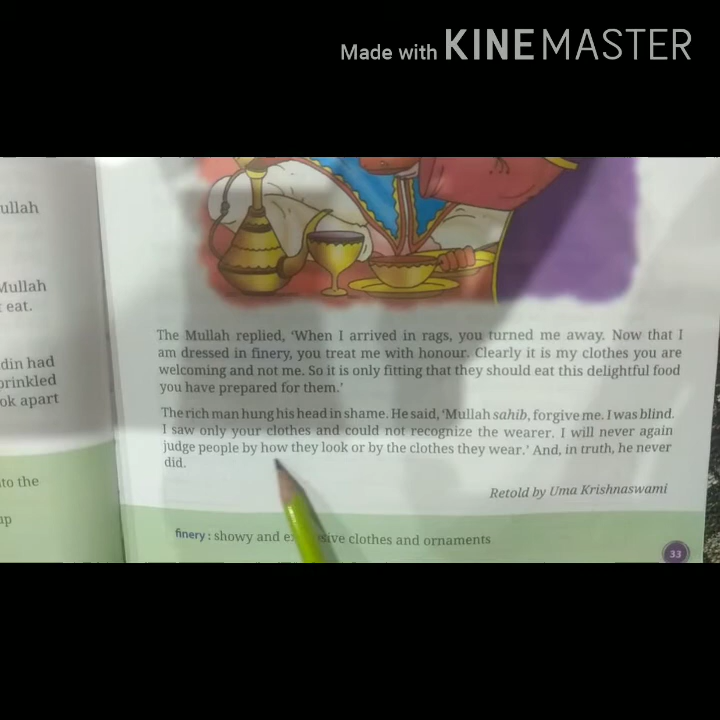 Made with KINEMASTER
ullah
Mullah
eat.
din had
prinkled
ok apart
to the
up
The Mullah replied, 'When I arrived in rags, you turned me away. Now that I
am dressed in finery, you treat me with honour. Clearly it is my clothes you are
welcoming and not me. So it is only fitting that they should eat this delightful food
you have prepared for them.'
The rich man hung his head in shame. He said, 'Mullah sahib, forgive me. I was blind.
I saw only your clothes and could not recognize the wearer. I will never again
judge people by how they look or by the clothes they wear.' And, in truth, he never
did.
Retold by Uma Krishnaswami
finery : showy and e sive clothes and ornaments
33